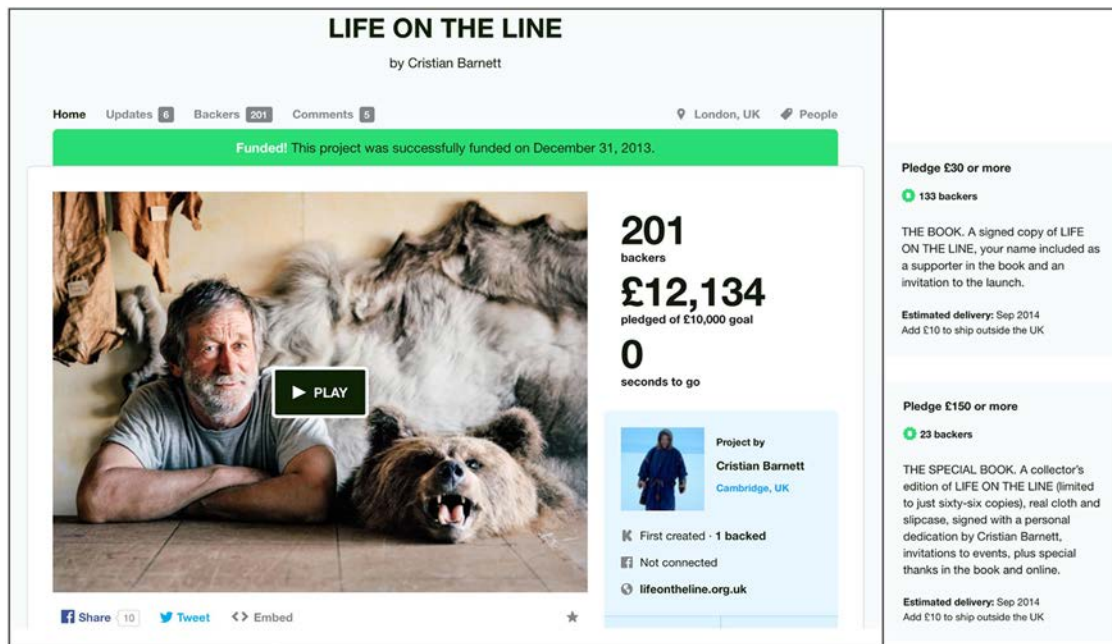 LIFE ON THE LINE
by Cristian Barnett
Home Updates 6 Backers 201 Comments 5 London, UK People
Funded! This project was successfully funded on December 31, 2013.
PLAY
201
backers
£12,134
pledged of £10,000 goal
0
seconds to go
Project by
Cristian Barnett
Cambridge, UK
First created · 1 backed
Not connected
lifeontheline.org.uk
Share 10 Tweet <> Embed
Pledge £30 or more
133 backers
THE BOOK. A signed copy of LIFE
ON THE LINE, your name included as
a supporter in the book and an
invitation to the launch.
Estimated delivery: Sep 2014
Add £10 to ship outside the UK
Pledge £150 or more
23 backers
THE SPECIAL BOOK. A collector's
edition of LIFE ON THE LINE (limited
to just sixty-six copies), real cloth and
slipcase, signed with a personal
dedication by Cristian Barnett,
invitations to events, plus special
thanks in the book and online.
Estimated delivery: Sep 2014
Add £10 to ship outside the UK